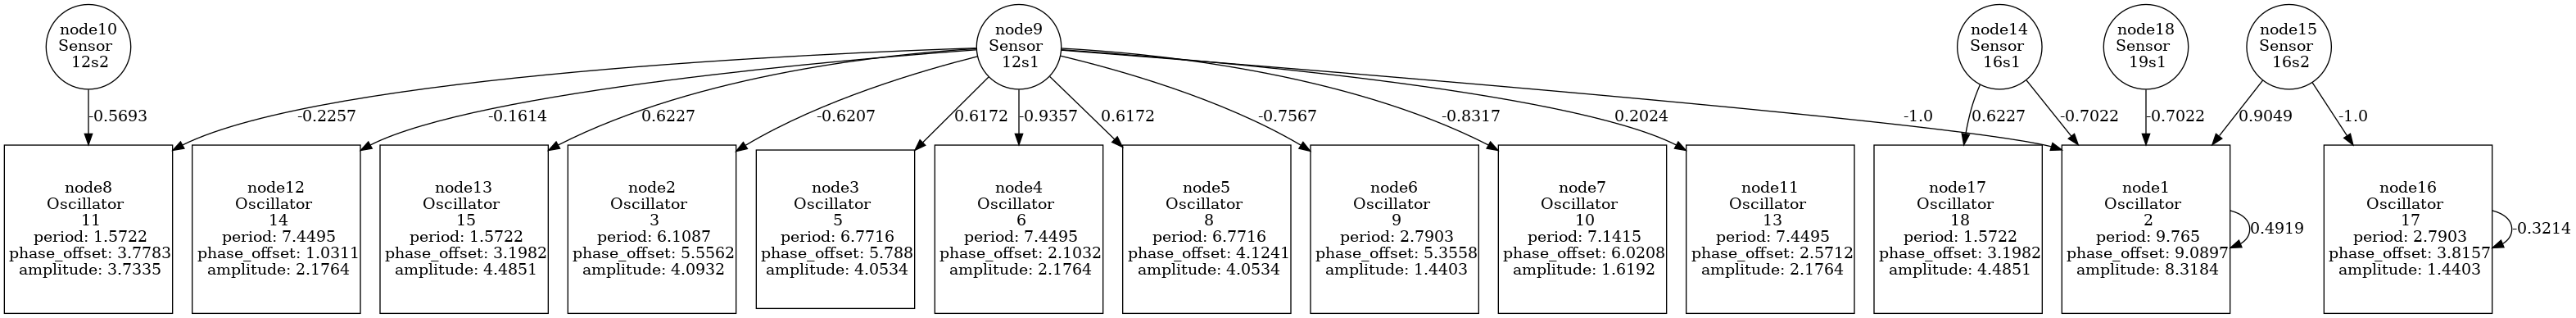 node10
Sensor
12s2
node9
Sensor
12s1
node14
Sensor
16s1
node18
Sensor
19s1
node15
Sensor
16s2
-0.5693
-0.2257
-0.1614
0.6227
-0.6207
0.6172
-0.9357
0.6172
-0.7567
-0.8317
0.2024
-1.0
0.6227
-0.7022
-0.7022
0.9049
-1.0
node8
Oscillator
11
period: 1.5722
phase_offset: 3.7783
amplitude: 3.7335
node12
Oscillator
14
period: 7.4495
phase_offset: 1.0311
amplitude: 2.1764
node13
Oscillator
15
period: 1.5722
phase_offset: 3.1982
amplitude: 4.4851
node2
Oscillator
3
period: 6.1087
phase_offset: 5.5562
amplitude: 4.0932
node3
Oscillator
5
period: 6.7716
phase_offset: 5.788
amplitude: 4.0534
node4
Oscillator
6
period: 7.4495
phase_offset: 2.1032
amplitude: 2.1764
node5
Oscillator
8
period: 6.7716
phase_offset: 4.1241
amplitude: 4.0534
node6
Oscillator
9
period: 2.7903
phase_offset: 5.3558
amplitude: 1.4403
node7
Oscillator
10
period: 7.1415
phase_offset: 6.0208
amplitude: 1.6192
node11
Oscillator
13
period: 7.4495
phase_offset: 2.5712
amplitude: 2.1764
node17
Oscillator
18
period: 1.5722
phase_offset: 3.1982
amplitude: 4.4851
node1
Oscillator
2
period: 9.765
phase_offset: 9.0897
amplitude: 8.3184
0.4919
node16
Oscillator
17
period: 2.7903
phase_offset: 3.8157
amplitude: 1.4403
-0.3214